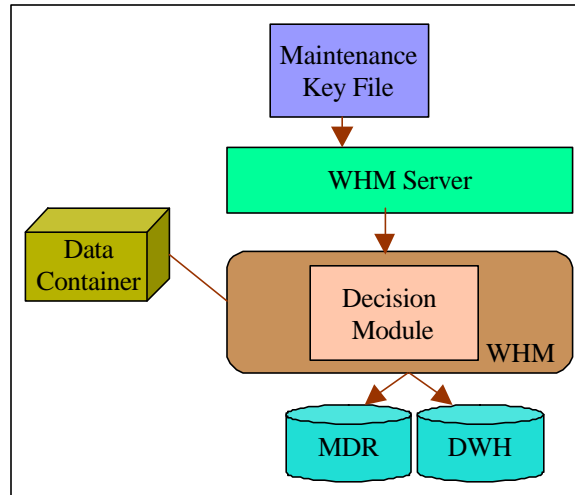 Maintenance
Key File
WHM Server
Data
Container
Decision
Module
WHM
MDR
DWH